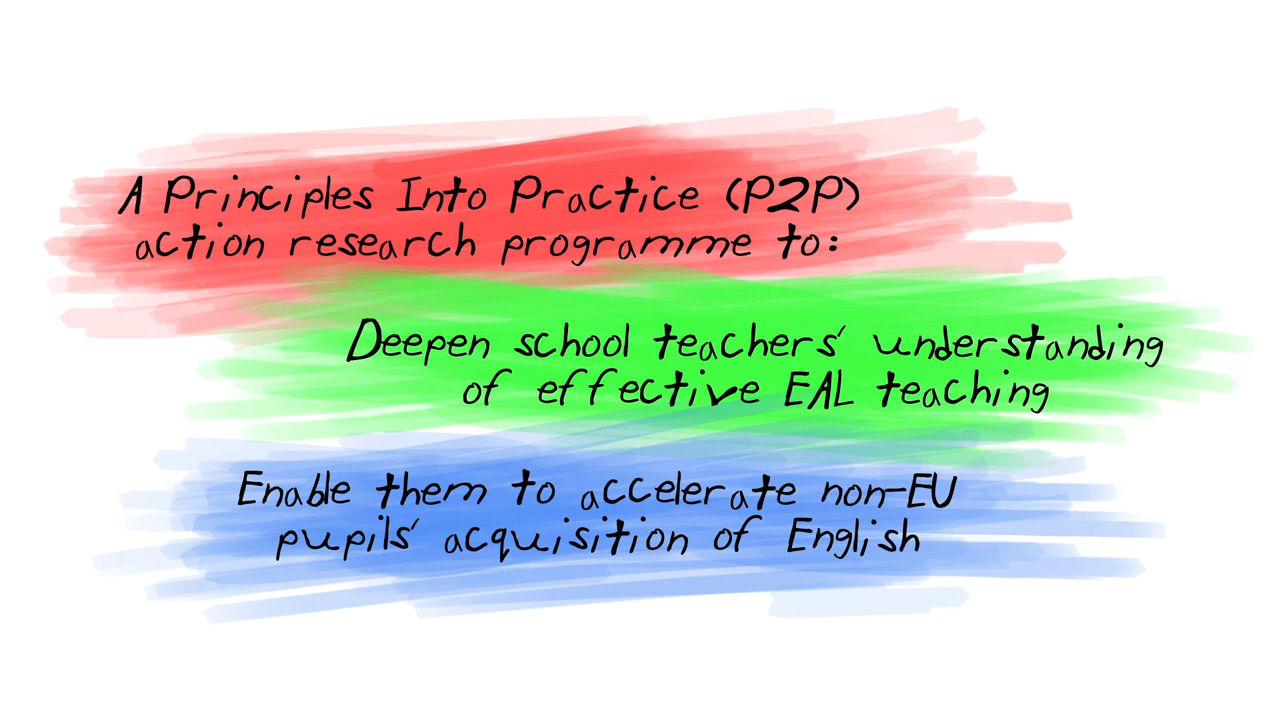 A Principles Into Practice (P2P)
action research programme to:
Deepen school teachers' understanding
of effective EAL teaching
Enable them to accelerate non-EU
pupils' acquisition of English